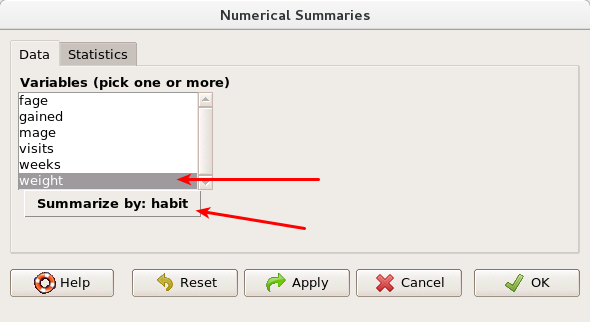 Numerical Summaries
Data Statistics
Variables (pick one or more)
fage
gained
mage
visits
weeks
weight
Summarize by: habit
Help Reset Apply Cancel OK